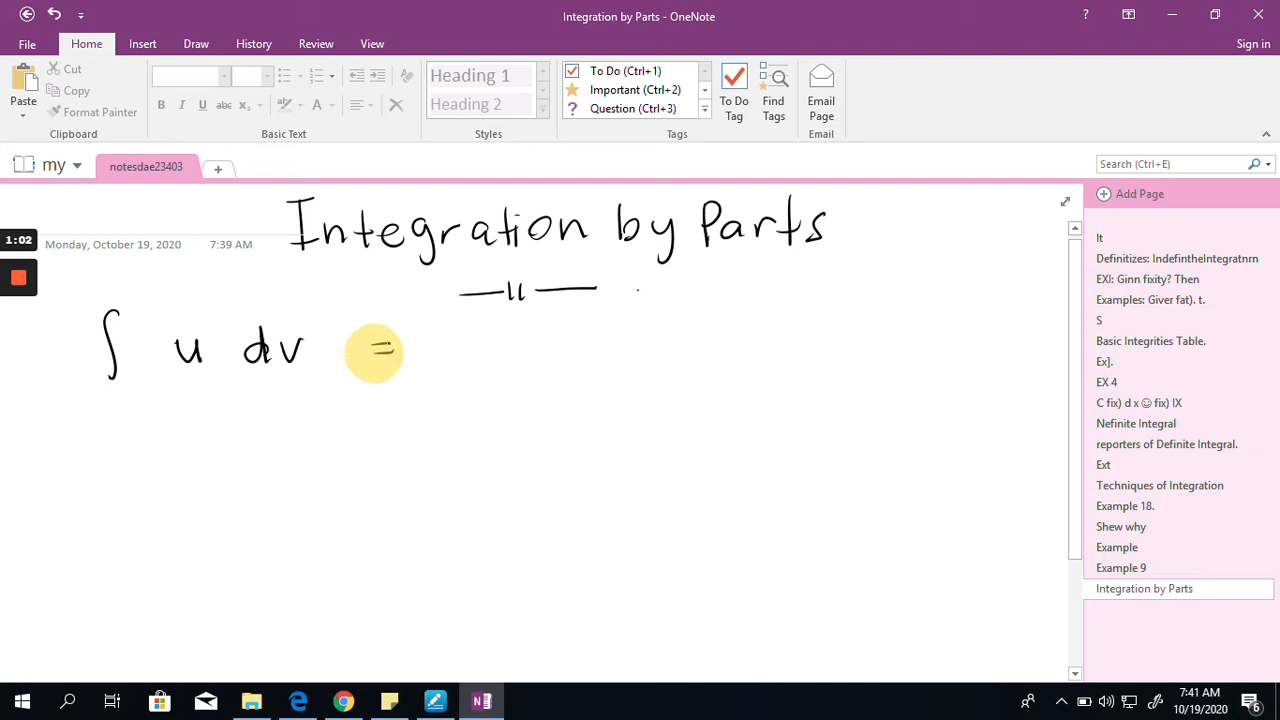 Integration by Parts - OneNote
?
File
Home
Insert
Draw
History
Review
View
Sign in
Paste
Cut
Copy
Format Painter
Clipboard
B I U abc x₂ A
Basic Text
Heading 1
Heading 2
Styles
To Do (Ctrl+1)
Important (Ctrl+2)
? Question (Ctrl+3)
Tags
To Do Tag
Find Tags
Email Page
Email
my
notesdae23403
Search (Ctrl+E)
Add Page
Integration by Parts
1:02
Monday, October 19, 2020
7:39 AM
∫ u dv =
It
Definitizes: IndefintheIntegratnrn
EXI: Ginn fixity? Then
Examples: Giver fat). t.
S
Basic Integrities Table.
Ex].
EX 4
C fix) d x ☺ fix) IX
Nefinite Integral
reporters of Definite Integral.
Ext
Techniques of Integration
Example 18.
Shew why
Example
Example 9
Integration by Parts
7:41 AM
10/19/2020
6